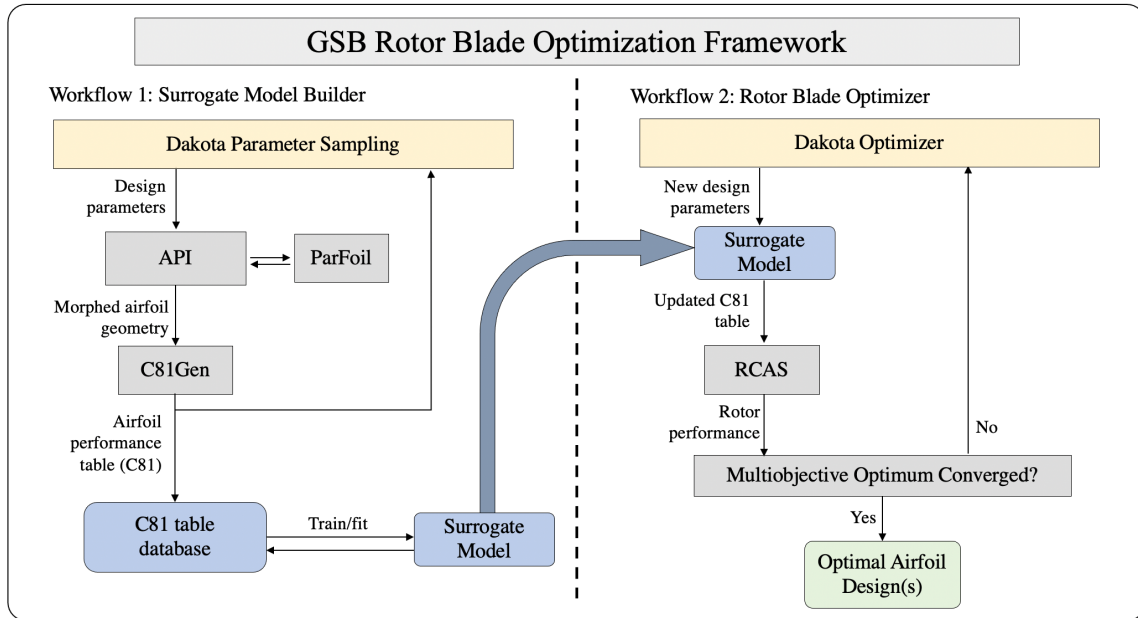 GSB Rotor Blade Optimization Framework
Workflow 1: Surrogate Model Builder
Dakota Parameter Sampling
Design
parameters
API
ParFoil
Morphed airfoil
geometry
C81Gen
Airfoil
performance
table (C81)
C81 table
database
Train/fit
Surrogate
Model
Workflow 2: Rotor Blade Optimizer
Dakota Optimizer
New design
parameters
Surrogate
Model
Updated C81
table
RCAS
Rotor
performance
No
Multiobjective Optimum Converged?
Yes
Optimal Airfoil
Design(s)